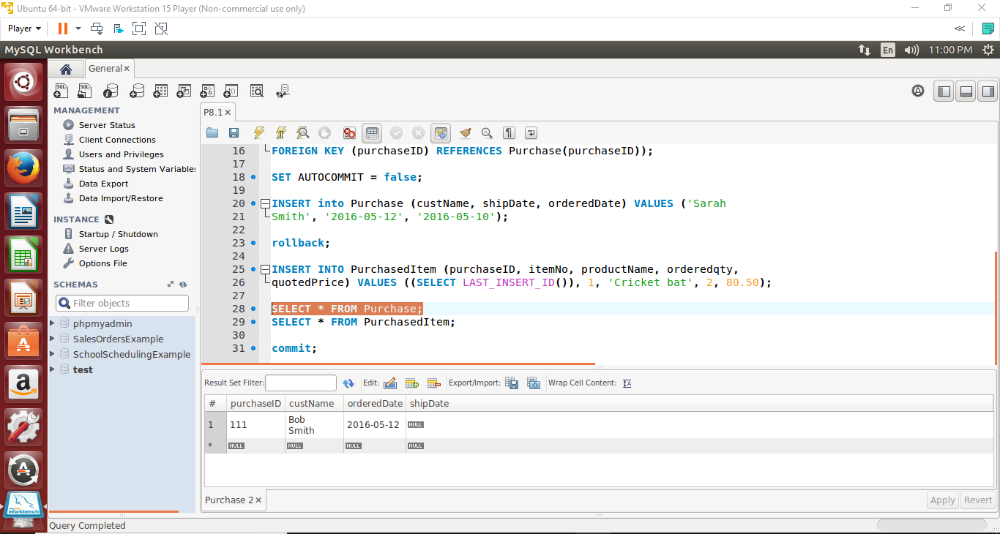 Ubuntu 64-bit - VMware Workstation 15 Player (Non-commercial use only)
Player
MySQL Workbench
En
11:00 PM
General
SQL
SQL
P8.1
MANAGEMENT
Server Status
Client Connections
Users and Privileges
Status and System Variables
Data Export
Data Import/Restore
INSTANCE
Startup / Shutdown
Server Logs
Options File
SCHEMAS
Filter objects
phpmyadmin
SalesOrdersExample
SchoolSchedulingExample
test
16 FOREIGN KEY (purchaseID) REFERENCES Purchase(purchaseID));
17
18 SET AUTOCOMMIT = false;
19
20 INSERT into Purchase (custName, shipDate, orderedDate) VALUES ('Sarah
21 Smith', '2016-05-12', '2016-05-10');
22
23 rollback;
24
25 INSERT INTO PurchasedItem (purchaseID, itemNo, productName, orderedqty,
26 quotedPrice) VALUES ((SELECT LAST_INSERT_ID()), 1, 'Cricket bat', 2, 80.50);
27
28 SELECT * FROM Purchase;
29 SELECT * FROM PurchasedItem;
30
31 commit;
Result Set Filter:
Edit:
Export/Import:
Wrap Cell Content:
# purchaseID custName orderedDate shipDate
1 111 Bob Smith 2016-05-12 NULL
* NULL NULL NULL NULL
Purchase 2
Apply
Revert
Workbench
Query Completed